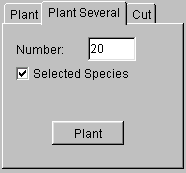 Plant Plant Several Cut
Number: 20
Selected Species
Plant